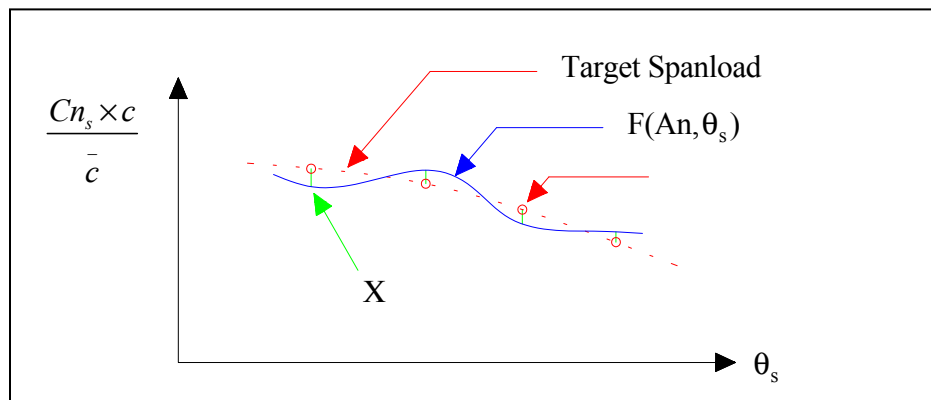 Target Spanload
Cn_s × c
c̄
F(An,θ_s)
X
θ_s